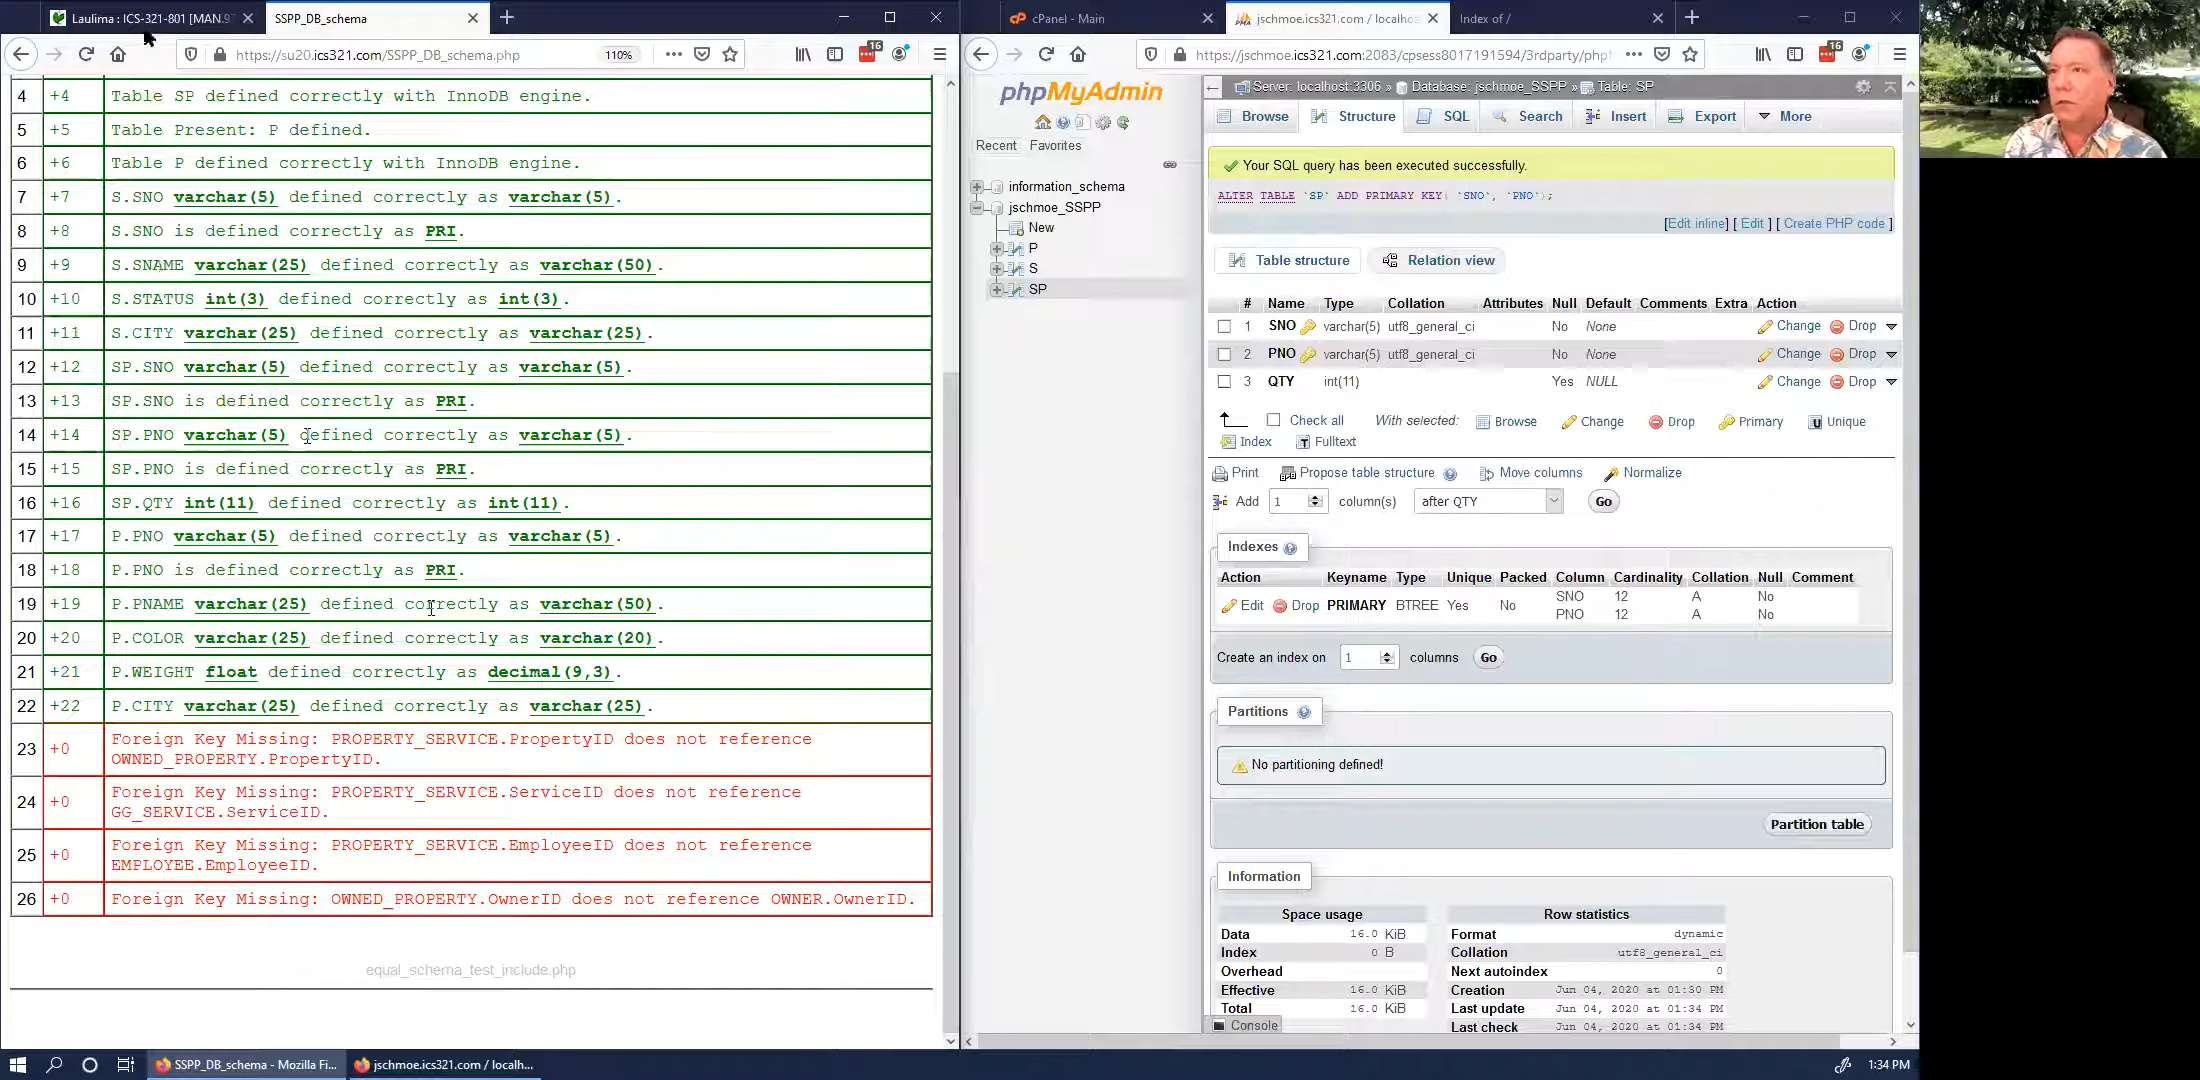 Laulima : ICS-321-801 [MAN.97
SSPP_DB_schema
https://su20.ics321.com/SSPP_DB_schema.php
110%
16
4 +4 Table SP defined correctly with InnoDB engine.
5 +5 Table Present: P defined.
6 +6 Table P defined correctly with InnoDB engine.
7 +7 S.SNO varchar(5) defined correctly as varchar(5).
8 +8 S.SNO is defined correctly as PRI.
9 +9 S.SNAME varchar(25) defined correctly as varchar(50).
10 +10 S.STATUS int(3) defined correctly as int(3).
11 +11 S.CITY varchar(25) defined correctly as varchar(25).
12 +12 SP.SNO varchar(5) defined correctly as varchar(5).
13 +13 SP.SNO is defined correctly as PRI.
14 +14 SP.PNO varchar(5) defined correctly as varchar(5).
15 +15 SP.PNO is defined correctly as PRI.
16 +16 SP.QTY int(11) defined correctly as int(11).
17 +17 P.PNO varchar(5) defined correctly as varchar(5).
18 +18 P.PNO is defined correctly as PRI.
19 +19 P.PNAME varchar(25) defined correctly as varchar(50).
20 +20 P.COLOR varchar(25) defined correctly as varchar(20).
21 +21 P.WEIGHT float defined correctly as decimal(9,3).
22 +22 P.CITY varchar(25) defined correctly as varchar(25).
23 +0 Foreign Key Missing: PROPERTY_SERVICE.PropertyID does not reference
OWNED_PROPERTY.PropertyID.
24 +0 Foreign Key Missing: PROPERTY_SERVICE.ServiceID does not reference
GG_SERVICE.ServiceID.
25 +0 Foreign Key Missing: PROPERTY_SERVICE.EmployeeID does not reference
EMPLOYEE.EmployeeID.
26 +0 Foreign Key Missing: OWNED_PROPERTY.OwnerID does not reference OWNER.OwnerID.
equal_schema_test_include.php
cPanel - Main
jschmoe.ics321.com / localhos
Index of /
https://jschmoe.ics321.com:2083/cpsess8017191594/3rdparty/php
16
phpMyAdmin
Recent Favorites
information_schema
jschmoe_SSPP
New
P
S
SP
Server: localhost:3306 » Database: jschmoe_SSPP » Table: SP
Browse Structure SQL Search Insert Export More
Your SQL query has been executed successfully.
ALTER TABLE `SP` ADD PRIMARY KEY( `SNO`, `PNO`);
[Edit inline] [ Edit ] [ Create PHP code ]
Table structure Relation view
# Name Type Collation Attributes Null Default Comments Extra Action
1 SNO varchar(5) utf8_general_ci No None Change Drop
2 PNO varchar(5) utf8_general_ci No None Change Drop
3 QTY int(11) Yes NULL Change Drop
Check all With selected: Browse Change Drop Primary Unique
Index Fulltext
Print Propose table structure Move columns Normalize
Add 1 column(s) after QTY Go
Indexes
Action Keyname Type Unique Packed Column Cardinality Collation Null Comment
Edit Drop PRIMARY BTREE Yes No SNO 12 A No
PNO 12 A No
Create an index on 1 columns Go
Partitions
No partitioning defined!
Partition table
Information
Space usage
Data 16.0 KiB
Index 0 B
Overhead
Effective 16.0 KiB
Total 16.0 KiB
Row statistics
Format dynamic
Collation utf8_general_ci
Next autoindex 0
Creation Jun 04, 2020 at 01:30 PM
Last update Jun 04, 2020 at 01:34 PM
Last check Jun 04, 2020 at 01:34 PM
Console
SSPP_DB_schema - Mozilla Fi...
jschmoe.ics321.com / localh...
1:34 PM